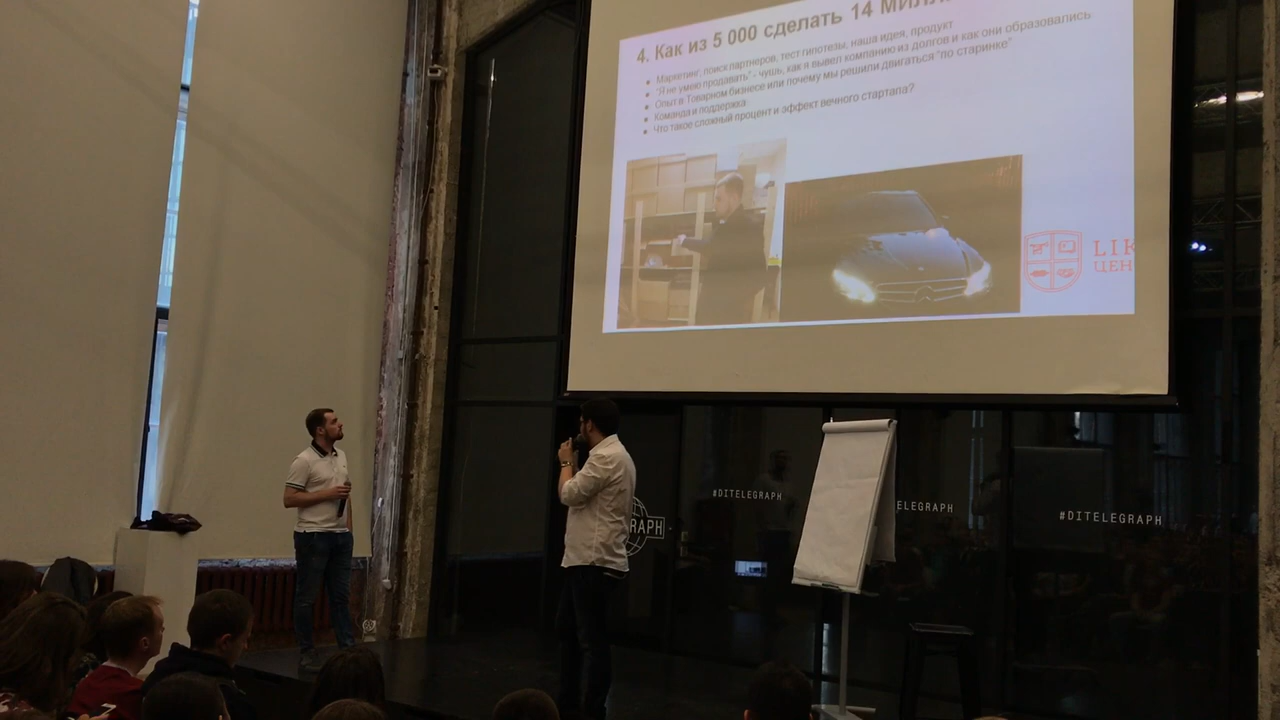 4. Как из 5 000 сделать 14 МИЛЛ
Маркетинг, поиск партнеров, тест гипотезы, наша идея, продукт
"Я не умею продавать" - чушь, как я вывел компанию из долгов и как они образовались
Опыт в Товарном бизнесе или почему мы решили двигаться "по старинке"
Команда и поддержка
Что такое сложный процент и эффект вечного стартапа?
LIK
ЦЕН
#DITELEGRAPH
RAPH
ELEGRAPH
#DITELEGRAPH